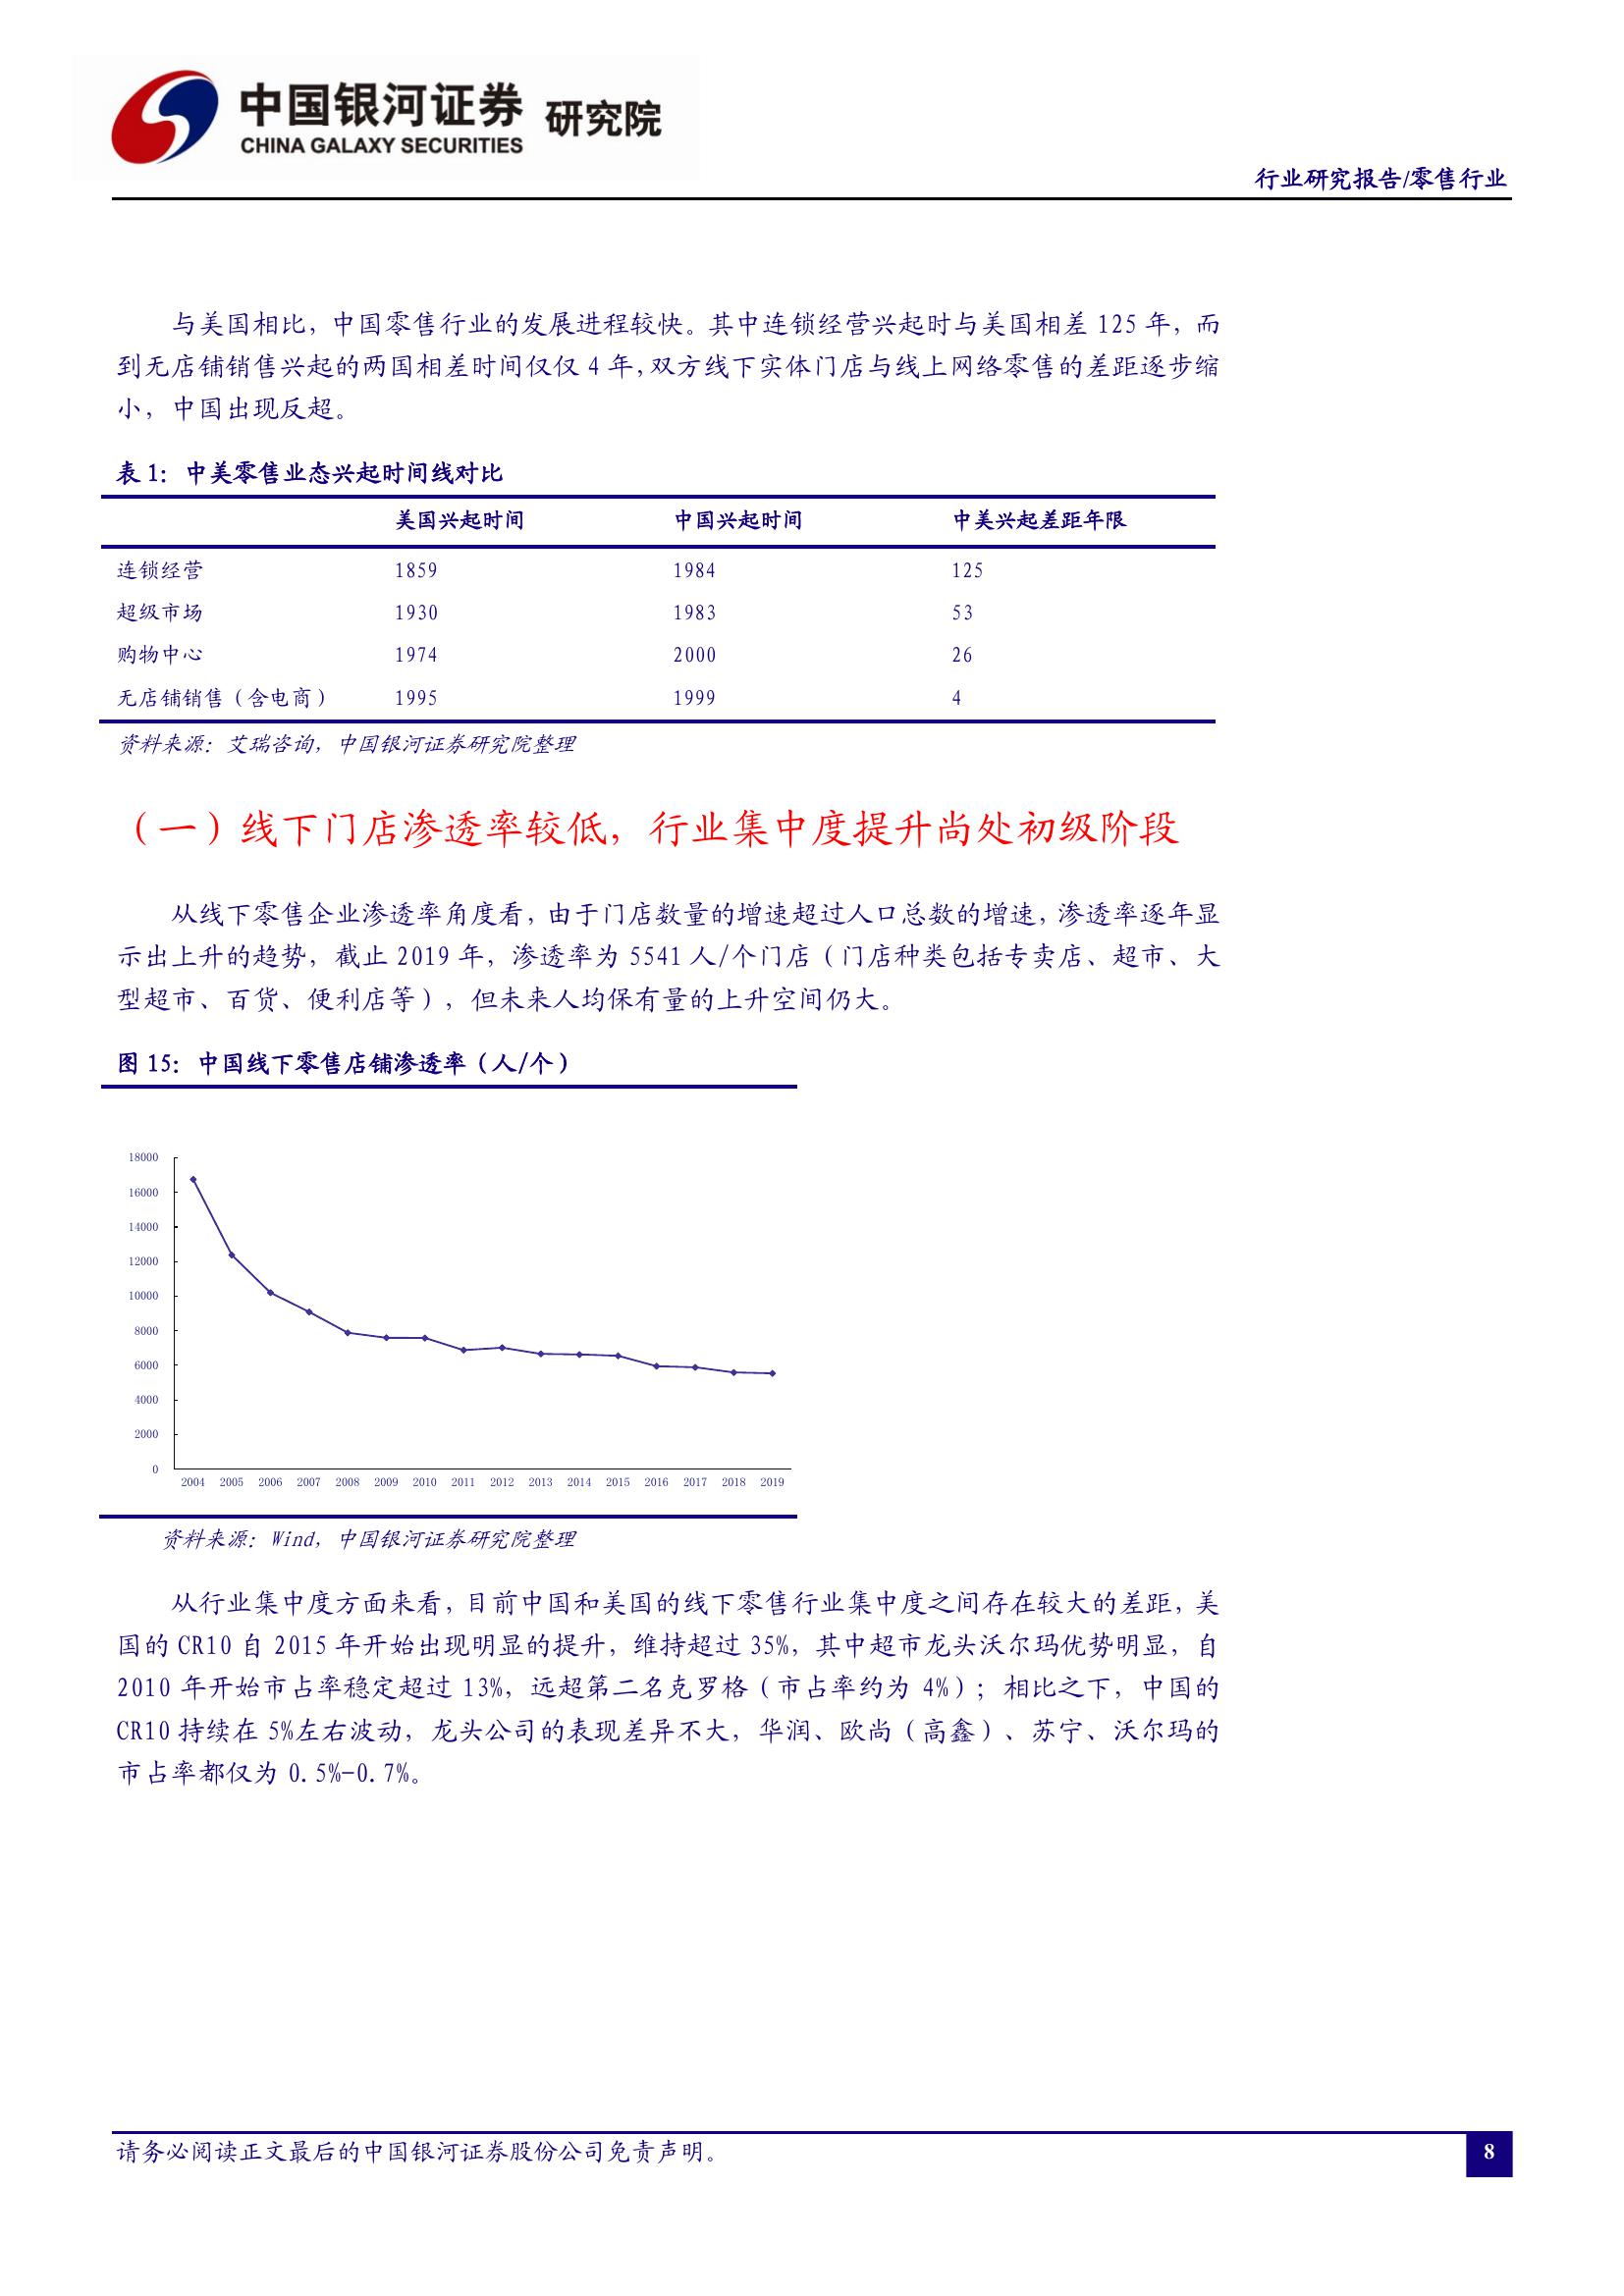 中国银河证券 研究院
CHINA GALAXY SECURITIES
行业研究报告/零售行业
与美国相比，中国零售行业的发展进程较快。其中连锁经营兴起时与美国相差 125 年，而
到无店铺销售兴起的两国相差时间仅仅 4 年，双方线下实体门店与线上网络零售的差距逐步缩
小，中国出现反超。
表 1：中美零售业态兴起时间线对比
美国兴起时间 中国兴起时间 中美兴起差距年限
连锁经营 1859 1984 125
超级市场 1930 1983 53
购物中心 1974 2000 26
无店铺销售（含电商） 1995 1999 4
资料来源：艾瑞咨询，中国银河证券研究院整理
（一）线下门店渗透率较低，行业集中度提升尚处初级阶段
从线下零售企业渗透率角度看，由于门店数量的增速超过人口总数的增速，渗透率逐年显
示出上升的趋势，截止 2019 年，渗透率为 5541 人/个门店（门店种类包括专卖店、超市、大
型超市、百货、便利店等），但未来人均保有量的上升空间仍大。
图 15：中国线下零售店铺渗透率（人/个）
18000
16000
14000
12000
10000
8000
6000
4000
2000
0
2004 2005 2006 2007 2008 2009 2010 2011 2012 2013 2014 2015 2016 2017 2018 2019
资料来源：Wind，中国银河证券研究院整理
从行业集中度方面来看，目前中国和美国的线下零售行业集中度之间存在较大的差距，美
国的 CR10 自 2015 年开始出现明显的提升，维持超过 35%，其中超市龙头沃尔玛优势明显，自
2010 年开始市占率稳定超过 13%，远超第二名克罗格（市占率约为 4%）；相比之下，中国的
CR10 持续在 5%左右波动，龙头公司的表现差异不大，华润、欧尚（高鑫）、苏宁、沃尔玛的
市占率都仅为 0.5%-0.7%。
请务必阅读正文最后的中国银河证券股份公司免责声明。
8